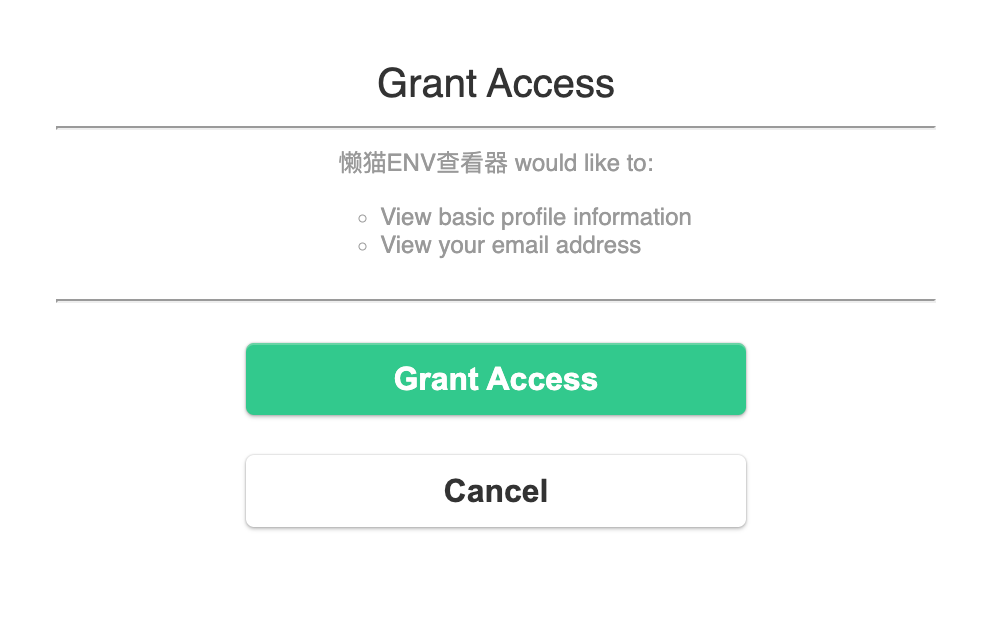 Grant Access
懒猫ENV查看器 would like to:
View basic profile information
View your email address
Grant Access
Cancel